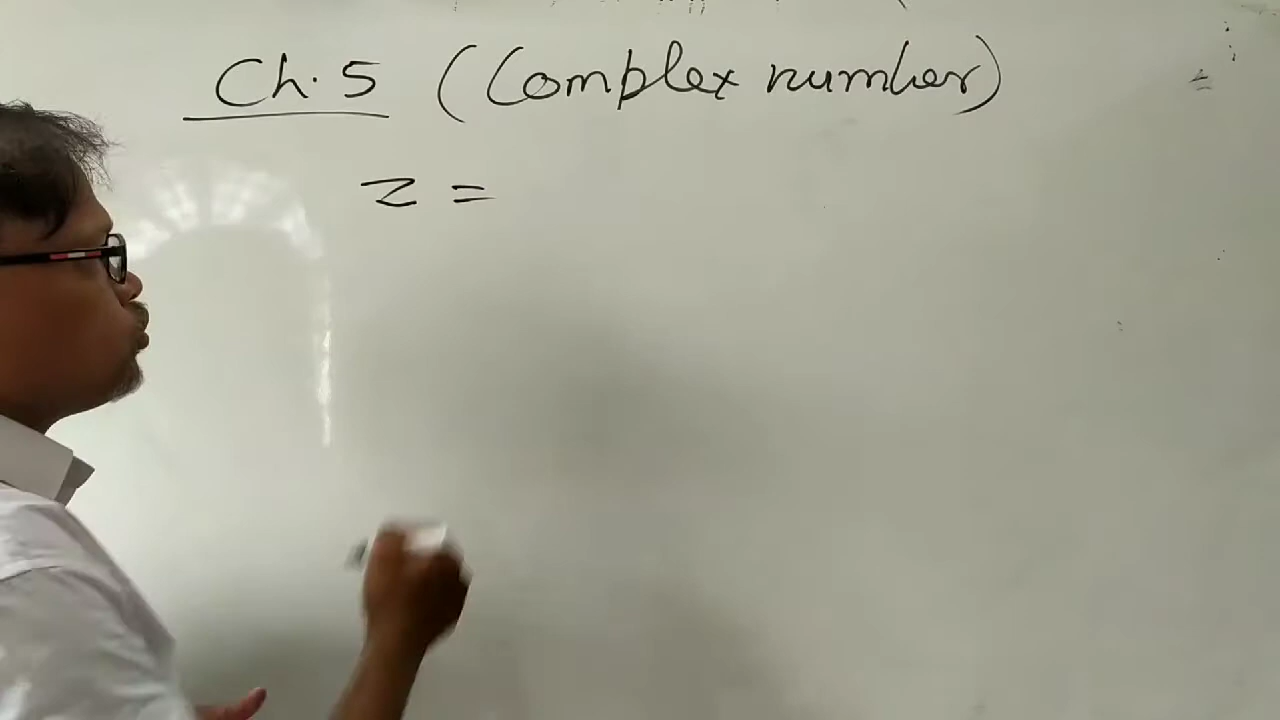 Ch. 5 (Complex number)
z =